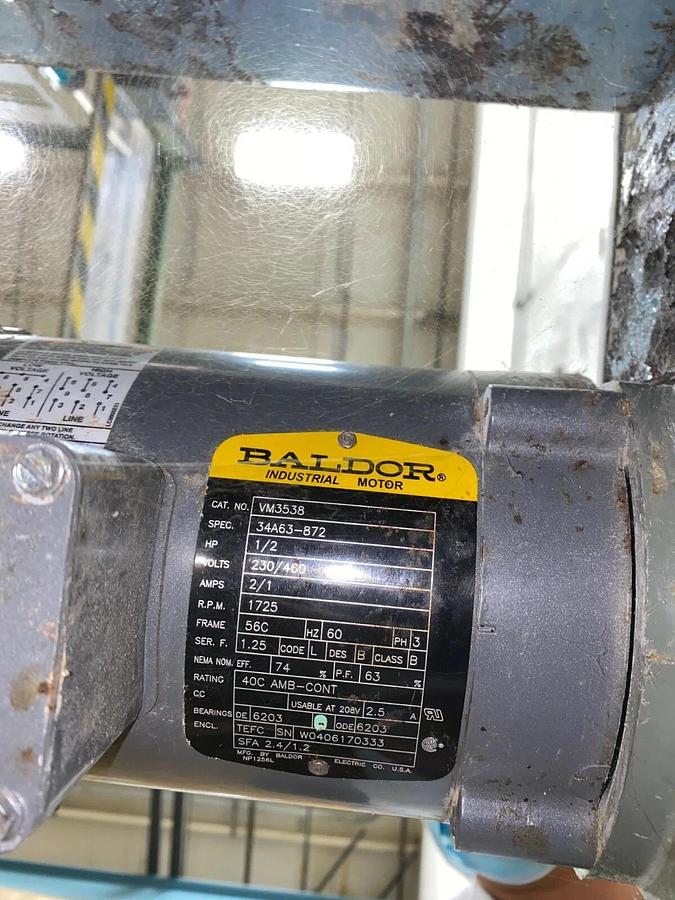 VOLTAGE
HIGH
VOLTAGE
LINE
CHANGE ANY TWO LINE
BALDOR®
INDUSTRIAL MOTOR
CAT. NO. VM3538
SPEC. 34A63-872
HP 1/2
VOLTS 230/460
AMPS 2/1
R.P.M. 1725
FRAME 56C HZ 60 PH 3
SER. F. 1.25 CODE L DES B CLASS B
NEMA NOM. EFF. 74 % P.F. 63 %
RATING 40C AMB-CONT
CC USABLE AT 208V 2.5 A
BEARINGS DE 6203 ODE 6203
ENCL. TEFC SN W0406170333
SFA 2.4/1.2
MFG. BY BALDOR ELECTRIC CO. U.S.A.
NP1256L